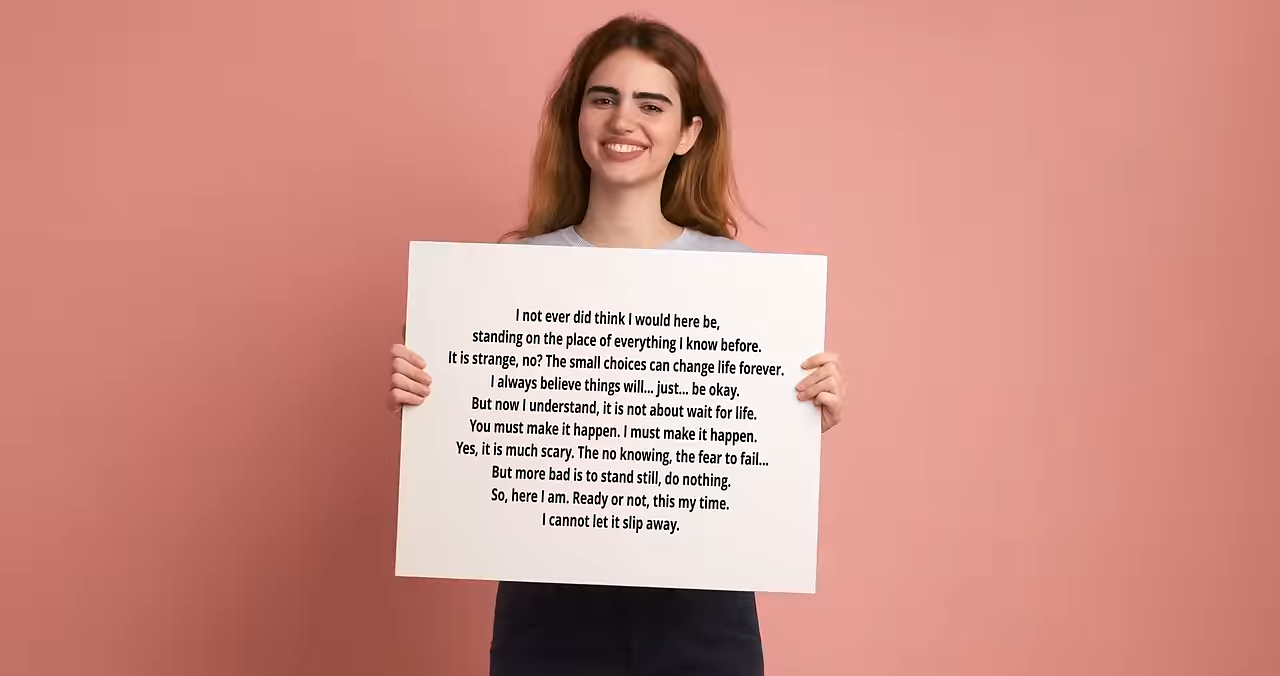 I not ever did think I would here be,
standing on the place of everything I know before.
It is strange, no? The small choices can change life forever.
I always believe things will... just... be okay.
But now I understand, it is not about wait for life.
You must make it happen. I must make it happen.
Yes, it is much scary. The no knowing, the fear to fail...
But more bad is to stand still, do nothing.
So, here I am. Ready or not, this my time.
I cannot let it slip away.